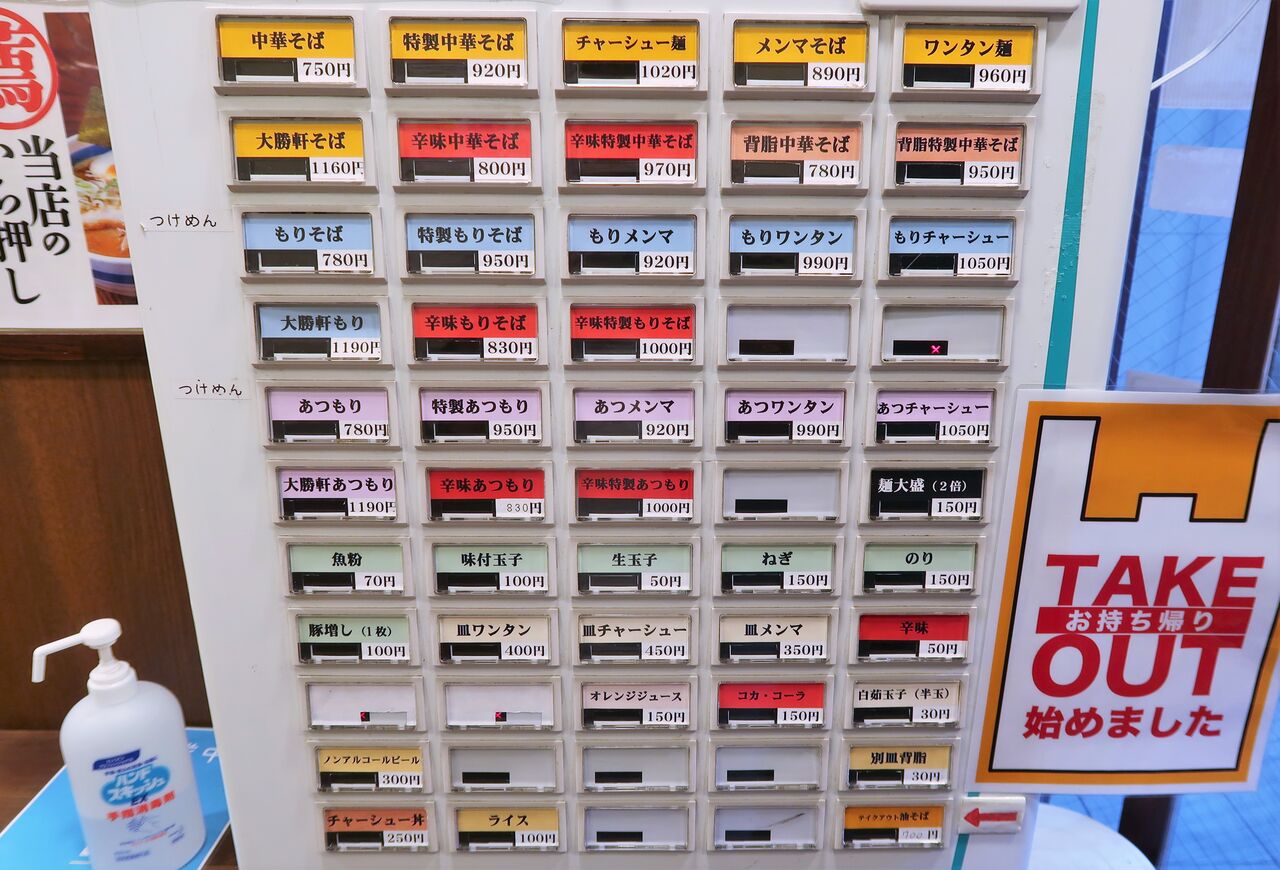 中華そば 750円
特製中華そば 920円
チャーシュー麺 1020円
メンマそば 890円
ワンタン麺 960円
大勝軒そば 1160円
辛味中華そば 800円
辛味特製中華そば 970円
背脂中華そば 780円
背脂特製中華そば 950円
つけめん
もりそば 780円
特製もりそば 950円
もりメンマ 920円
もりワンタン 990円
もりチャーシュー 1050円
大勝軒もり 1190円
辛味もりそば 830円
辛味特製もりそば 1000円
つけめん
あつもり 780円
特製あつもり 950円
あつメンマ 920円
あつワンタン 990円
あつチャーシュー 1050円
大勝軒あつもり 1190円
辛味あつもり 830円
辛味特製あつもり 1000円
麺大盛（2倍） 150円
魚粉 70円
味付玉子 100円
生玉子 50円
ねぎ 150円
のり 150円
豚増し（1枚） 100円
皿ワンタン 400円
皿チャーシュー 450円
皿メンマ 350円
辛味 50円
オレンジジュース 150円
コカ・コーラ 150円
白茹玉子（半玉） 30円
ノンアルコールビール 300円
別皿背脂 30円
チャーシュー丼 250円
ライス 100円
テイクアウト油そば 700円
当店の
押し
TAKE
お持ち帰り
OUT
始めました
ハンド
スキッシュ
EX
手指消毒剤